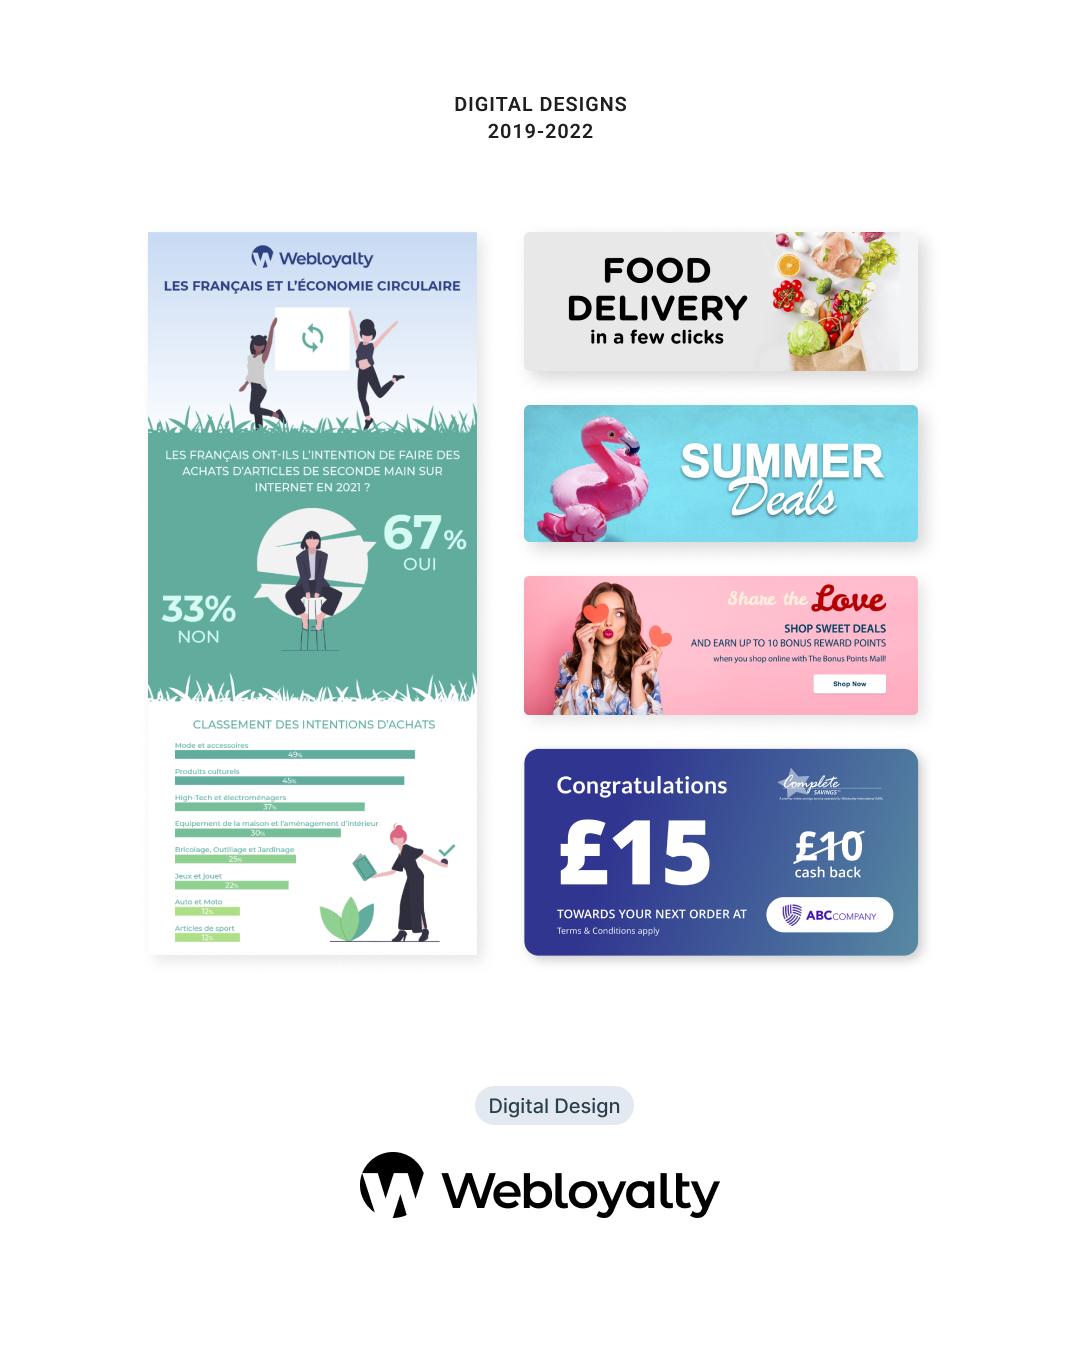 DIGITAL DESIGNS
2019-2022
Webloyalty
LES FRANÇAIS ET L'ÉCONOMIE CIRCULAIRE
LES FRANÇAIS ONT-ILS L'INTENTION DE FAIRE DES
ACHATS D'ARTICLES DE SECONDE MAIN SUR
INTERNET EN 2021 ?
67%
OUI
33%
NON
CLASSEMENT DES INTENTIONS D'ACHATS
Mode et accessoires
49%
Produits culturels
45%
High-Tech et électroménagers
37%
Equipement de la maison et l'aménagement d'intérieur
30%
Bricolage, Outillage et Jardinage
25%
Jeux et jouet
22%
Auto et Moto
12%
Articles de sport
12%
FOOD
DELIVERY
in a few clicks
SUMMER
Deals
Share the Love
SHOP SWEET DEALS
AND EARN UP TO 10 BONUS REWARD POINTS
when you shop online with The Bonus Points Mall!
Shop Now
Congratulations
Complete
SAVINGS
£15
£10
cash back
TOWARDS YOUR NEXT ORDER AT
Terms & Conditions apply
ABCCOMPANY
Digital Design
Webloyalty